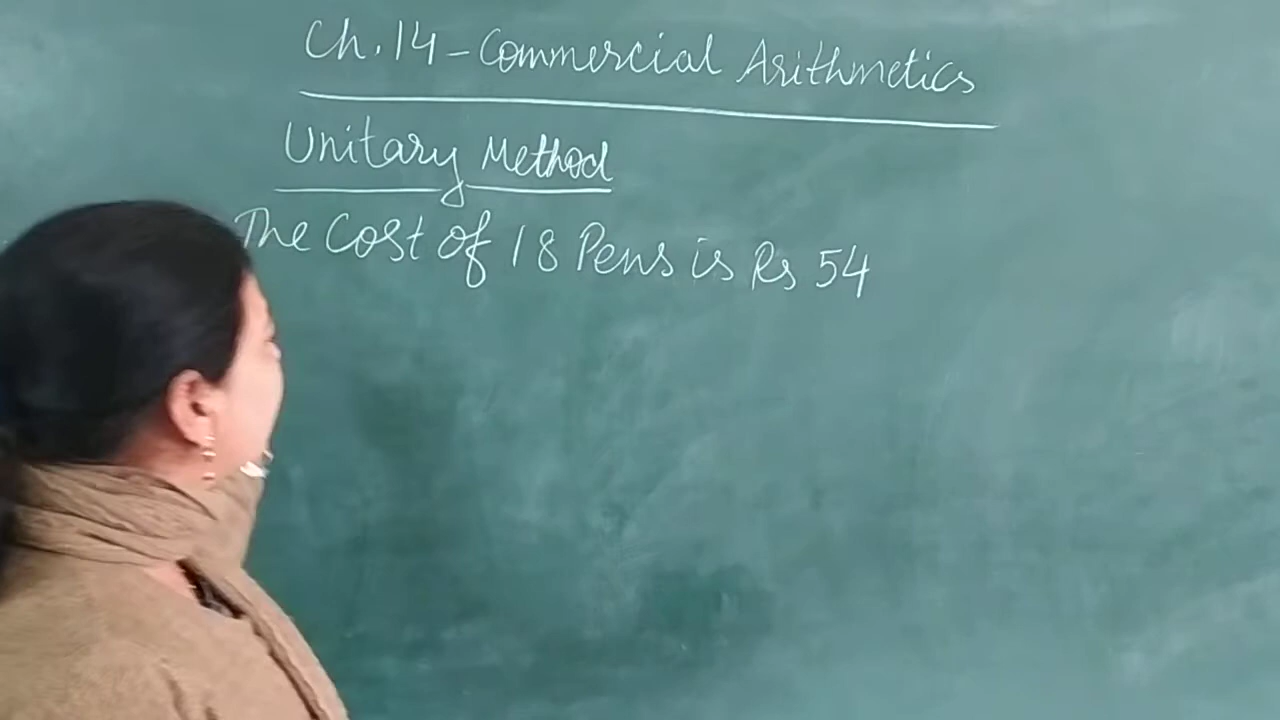 Ch. 14 - Commercial Arithmetics
Unitary Method
The Cost of 18 Pens is Rs 54